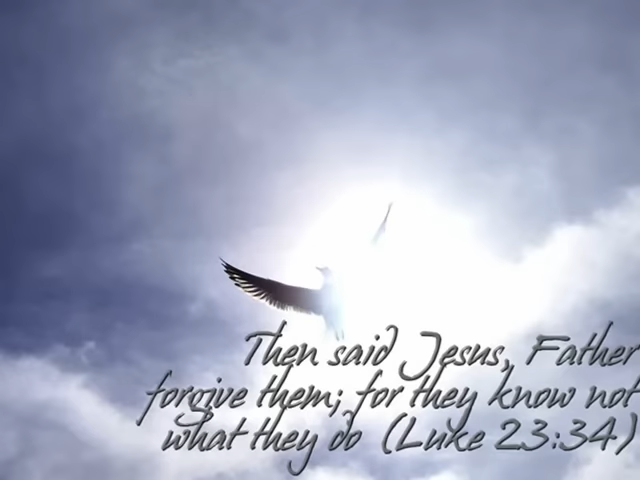 Then said Jesus, Father
forgive them; for they know not
what they do (Luke 23:34)